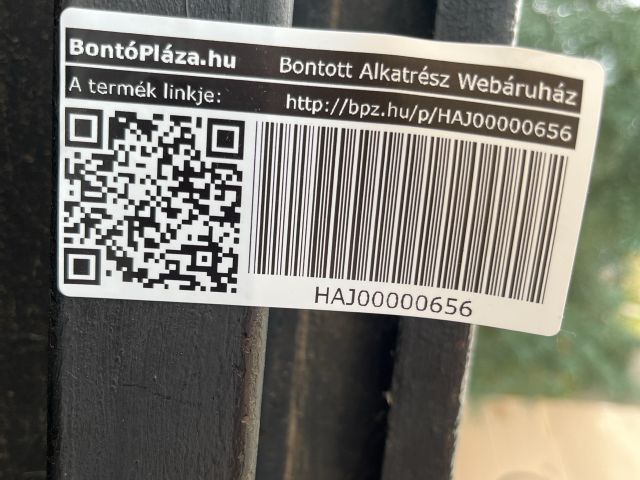 BontóPláza.hu Bontott Alkatrész Webáruház
A termék linkje: http://bpz.hu/p/HAJ00000656
HAJ00000656